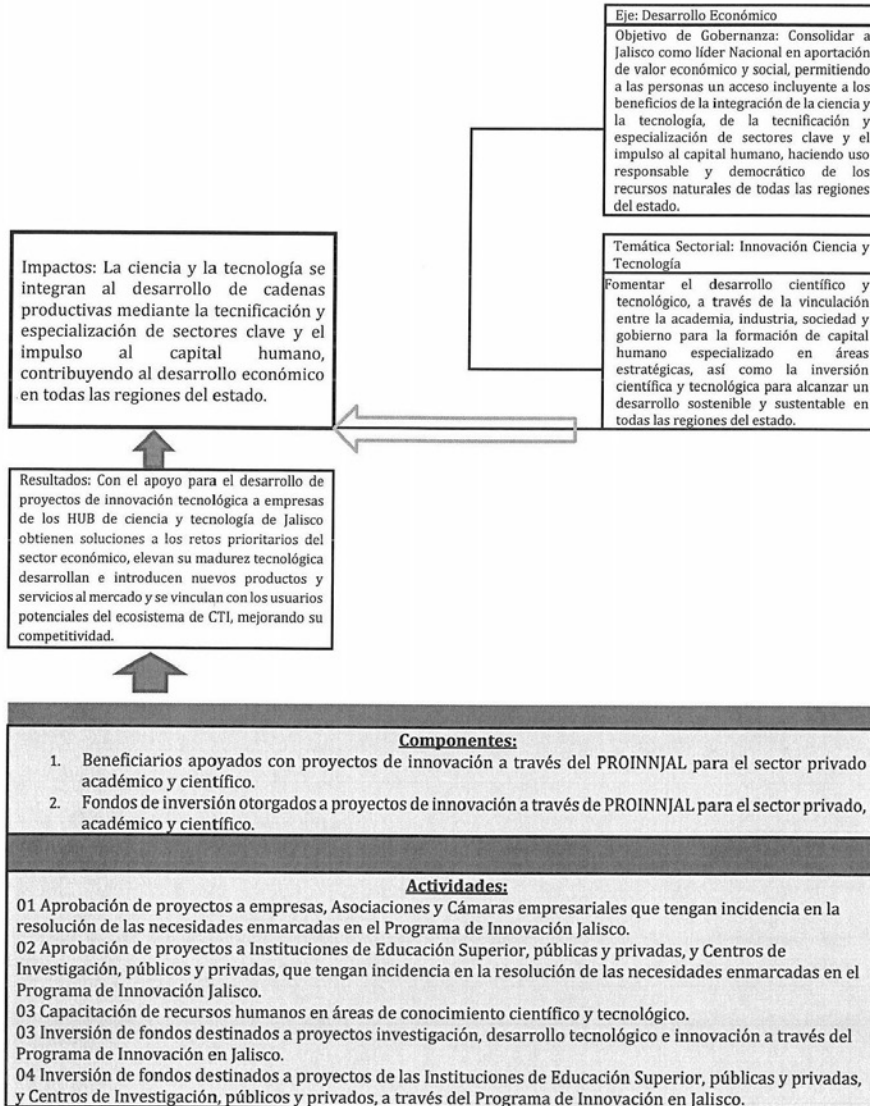 Eje: Desarrollo Económico
Objetivo de Gobernanza: Consolidar a
Jalisco como líder Nacional en aportación
de valor económico y social, permitiendo
a las personas un acceso incluyente a los
beneficios de la integración de la ciencia y
la tecnología, de la tecnificación y
especialización de sectores clave y el
impulso al capital humano, haciendo uso
responsable y democrático de los
recursos naturales de todas las regiones
del estado.
Temática Sectorial: Innovación Ciencia y
Tecnología
Fomentar el desarrollo científico y
tecnológico, a través de la vinculación
entre la academia, industria, sociedad y
gobierno para la formación de capital
humano especializado en áreas
estratégicas, así como la inversión
científica y tecnológica para alcanzar un
desarrollo sostenible y sustentable en
todas las regiones del estado.
Impactos: La ciencia y la tecnología se
integran al desarrollo de cadenas
productivas mediante la tecnificación y
especialización de sectores clave y el
impulso al capital humano,
contribuyendo al desarrollo económico
en todas las regiones del estado.
Resultados: Con el apoyo para el desarrollo de
proyectos de innovación tecnológica a empresas
de los HUB de ciencia y tecnología de Jalisco
obtienen soluciones a los retos prioritarios del
sector económico, elevan su madurez tecnológica
desarrollan e introducen nuevos productos y
servicios al mercado y se vinculan con los usuarios
potenciales del ecosistema de CTI, mejorando su
competitividad.
Componentes:
1. Beneficiarios apoyados con proyectos de innovación a través del PROINNJAL para el sector privado
académico y científico.
2. Fondos de inversión otorgados a proyectos de innovación a través de PROINNJAL para el sector privado,
académico y científico.
Actividades:
01 Aprobación de proyectos a empresas, Asociaciones y Cámaras empresariales que tengan incidencia en la
resolución de las necesidades enmarcadas en el Programa de Innovación Jalisco.
02 Aprobación de proyectos a Instituciones de Educación Superior, públicas y privadas, y Centros de
Investigación, públicos y privadas, que tengan incidencia en la resolución de las necesidades enmarcadas en el
Programa de Innovación Jalisco.
03 Capacitación de recursos humanos en áreas de conocimiento científico y tecnológico.
03 Inversión de fondos destinados a proyectos investigación, desarrollo tecnológico e innovación a través del
Programa de Innovación en Jalisco.
04 Inversión de fondos destinados a proyectos de las Instituciones de Educación Superior, públicas y privadas,
y Centros de Investigación, públicos y privados, a través del Programa de Innovación en Jalisco.